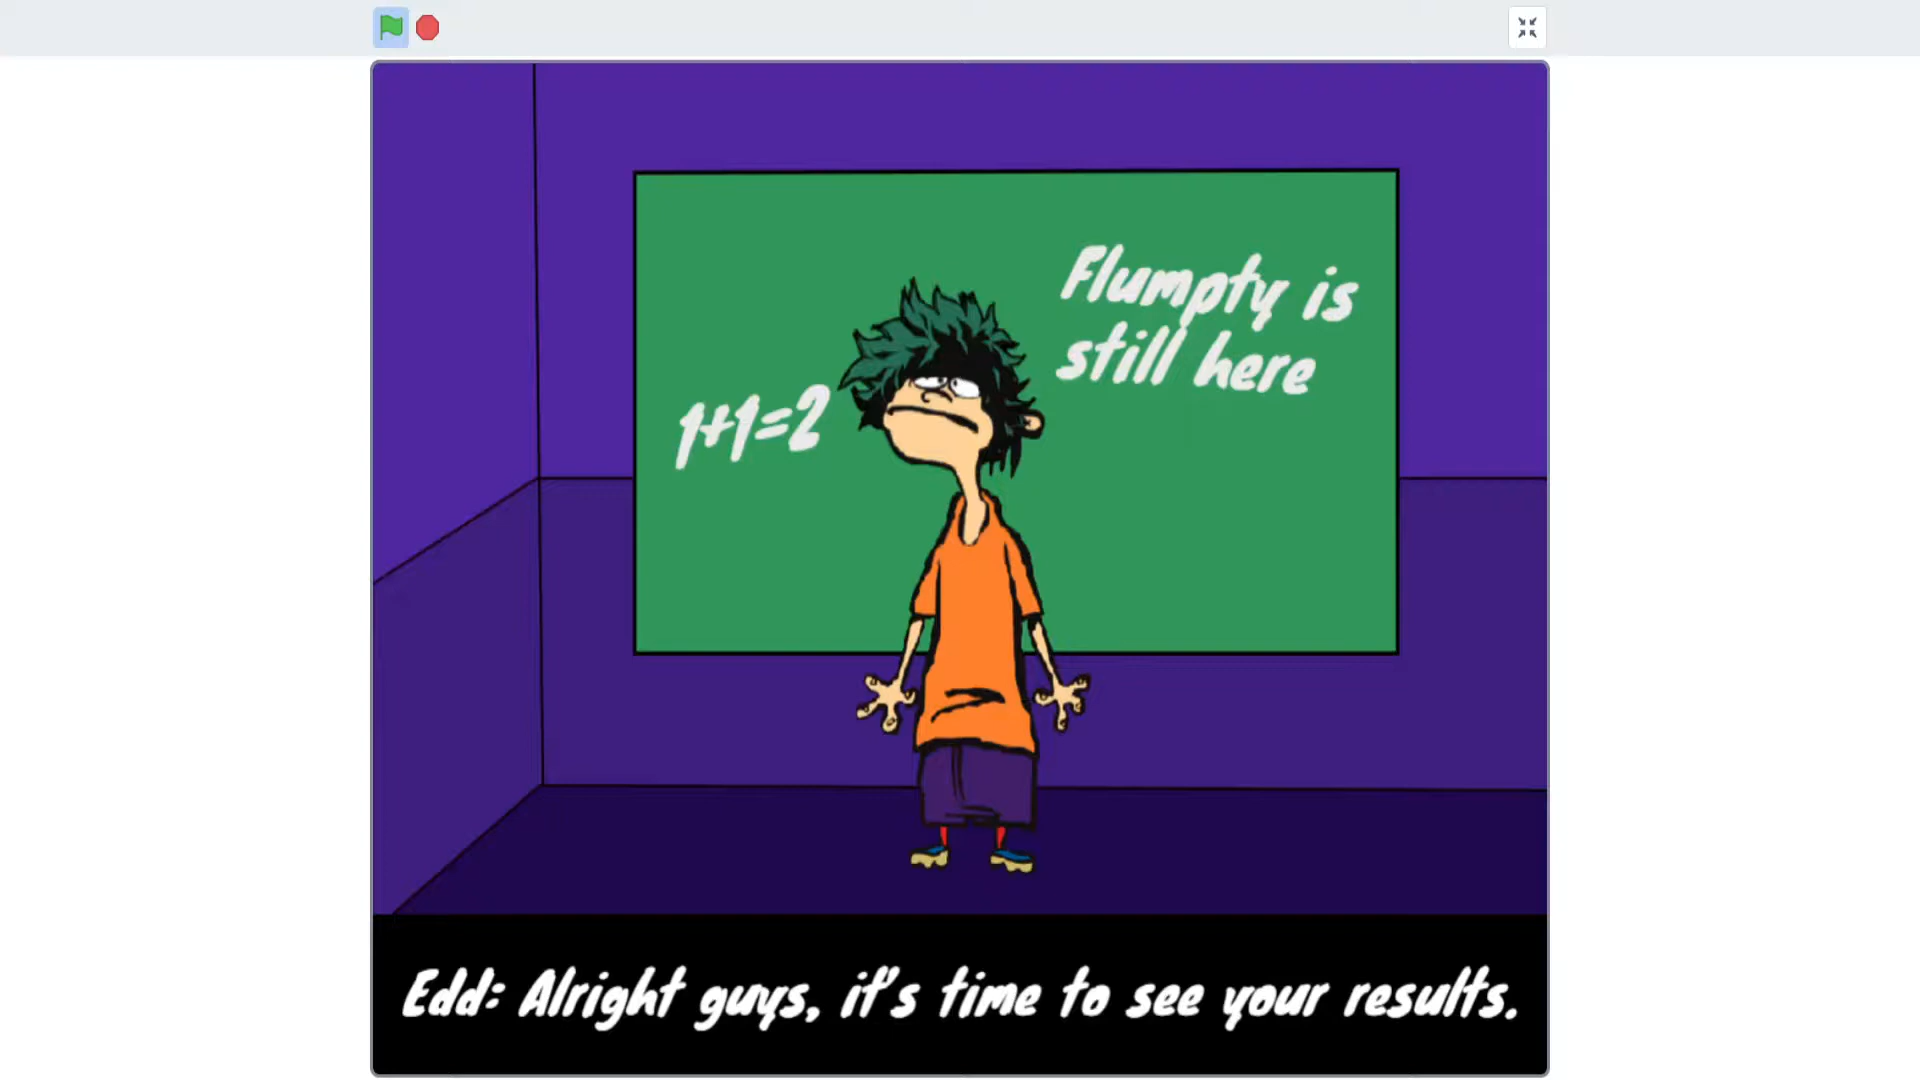 Flumpty is
still here
1+1=2
Edd: Alright guys, it's time to see your results.